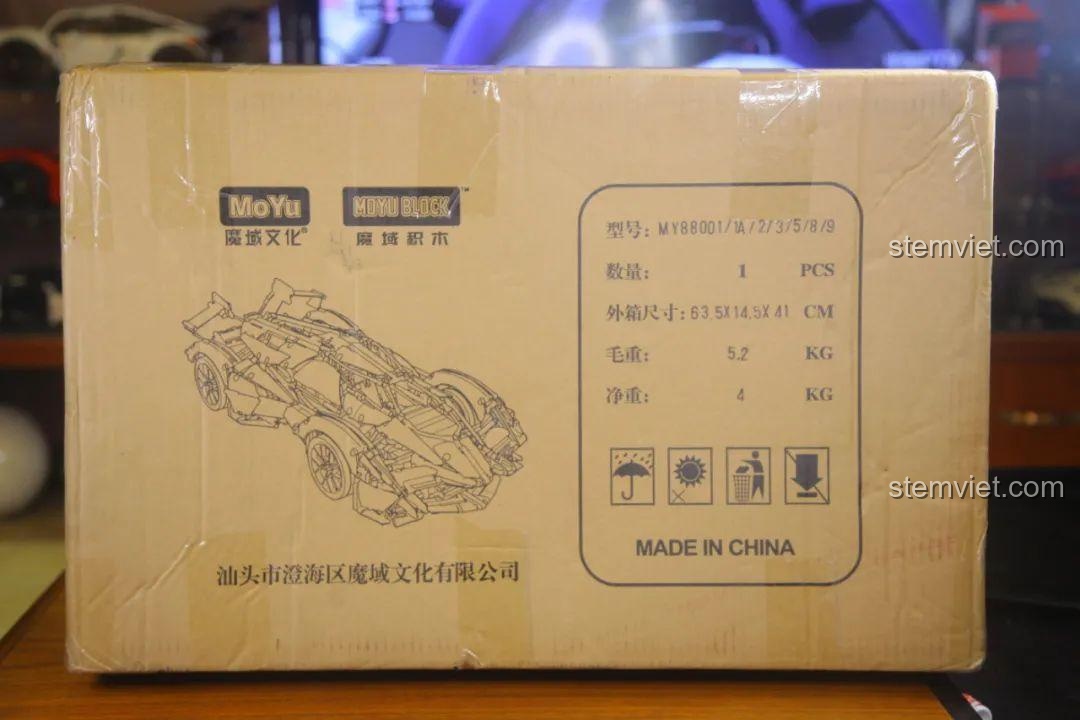 MoYu
魔域文化®
MOYU BLOCK™
魔域积木
型号: MY88001/1A/2/3/5/8/9
数量: 1 PCS
外箱尺寸: 63.5X14.5X41 CM
毛重: 5.2 KG
净重: 4 KG
MADE IN CHINA
汕头市澄海区魔域文化有限公司
stemviet.com
stemviet.com